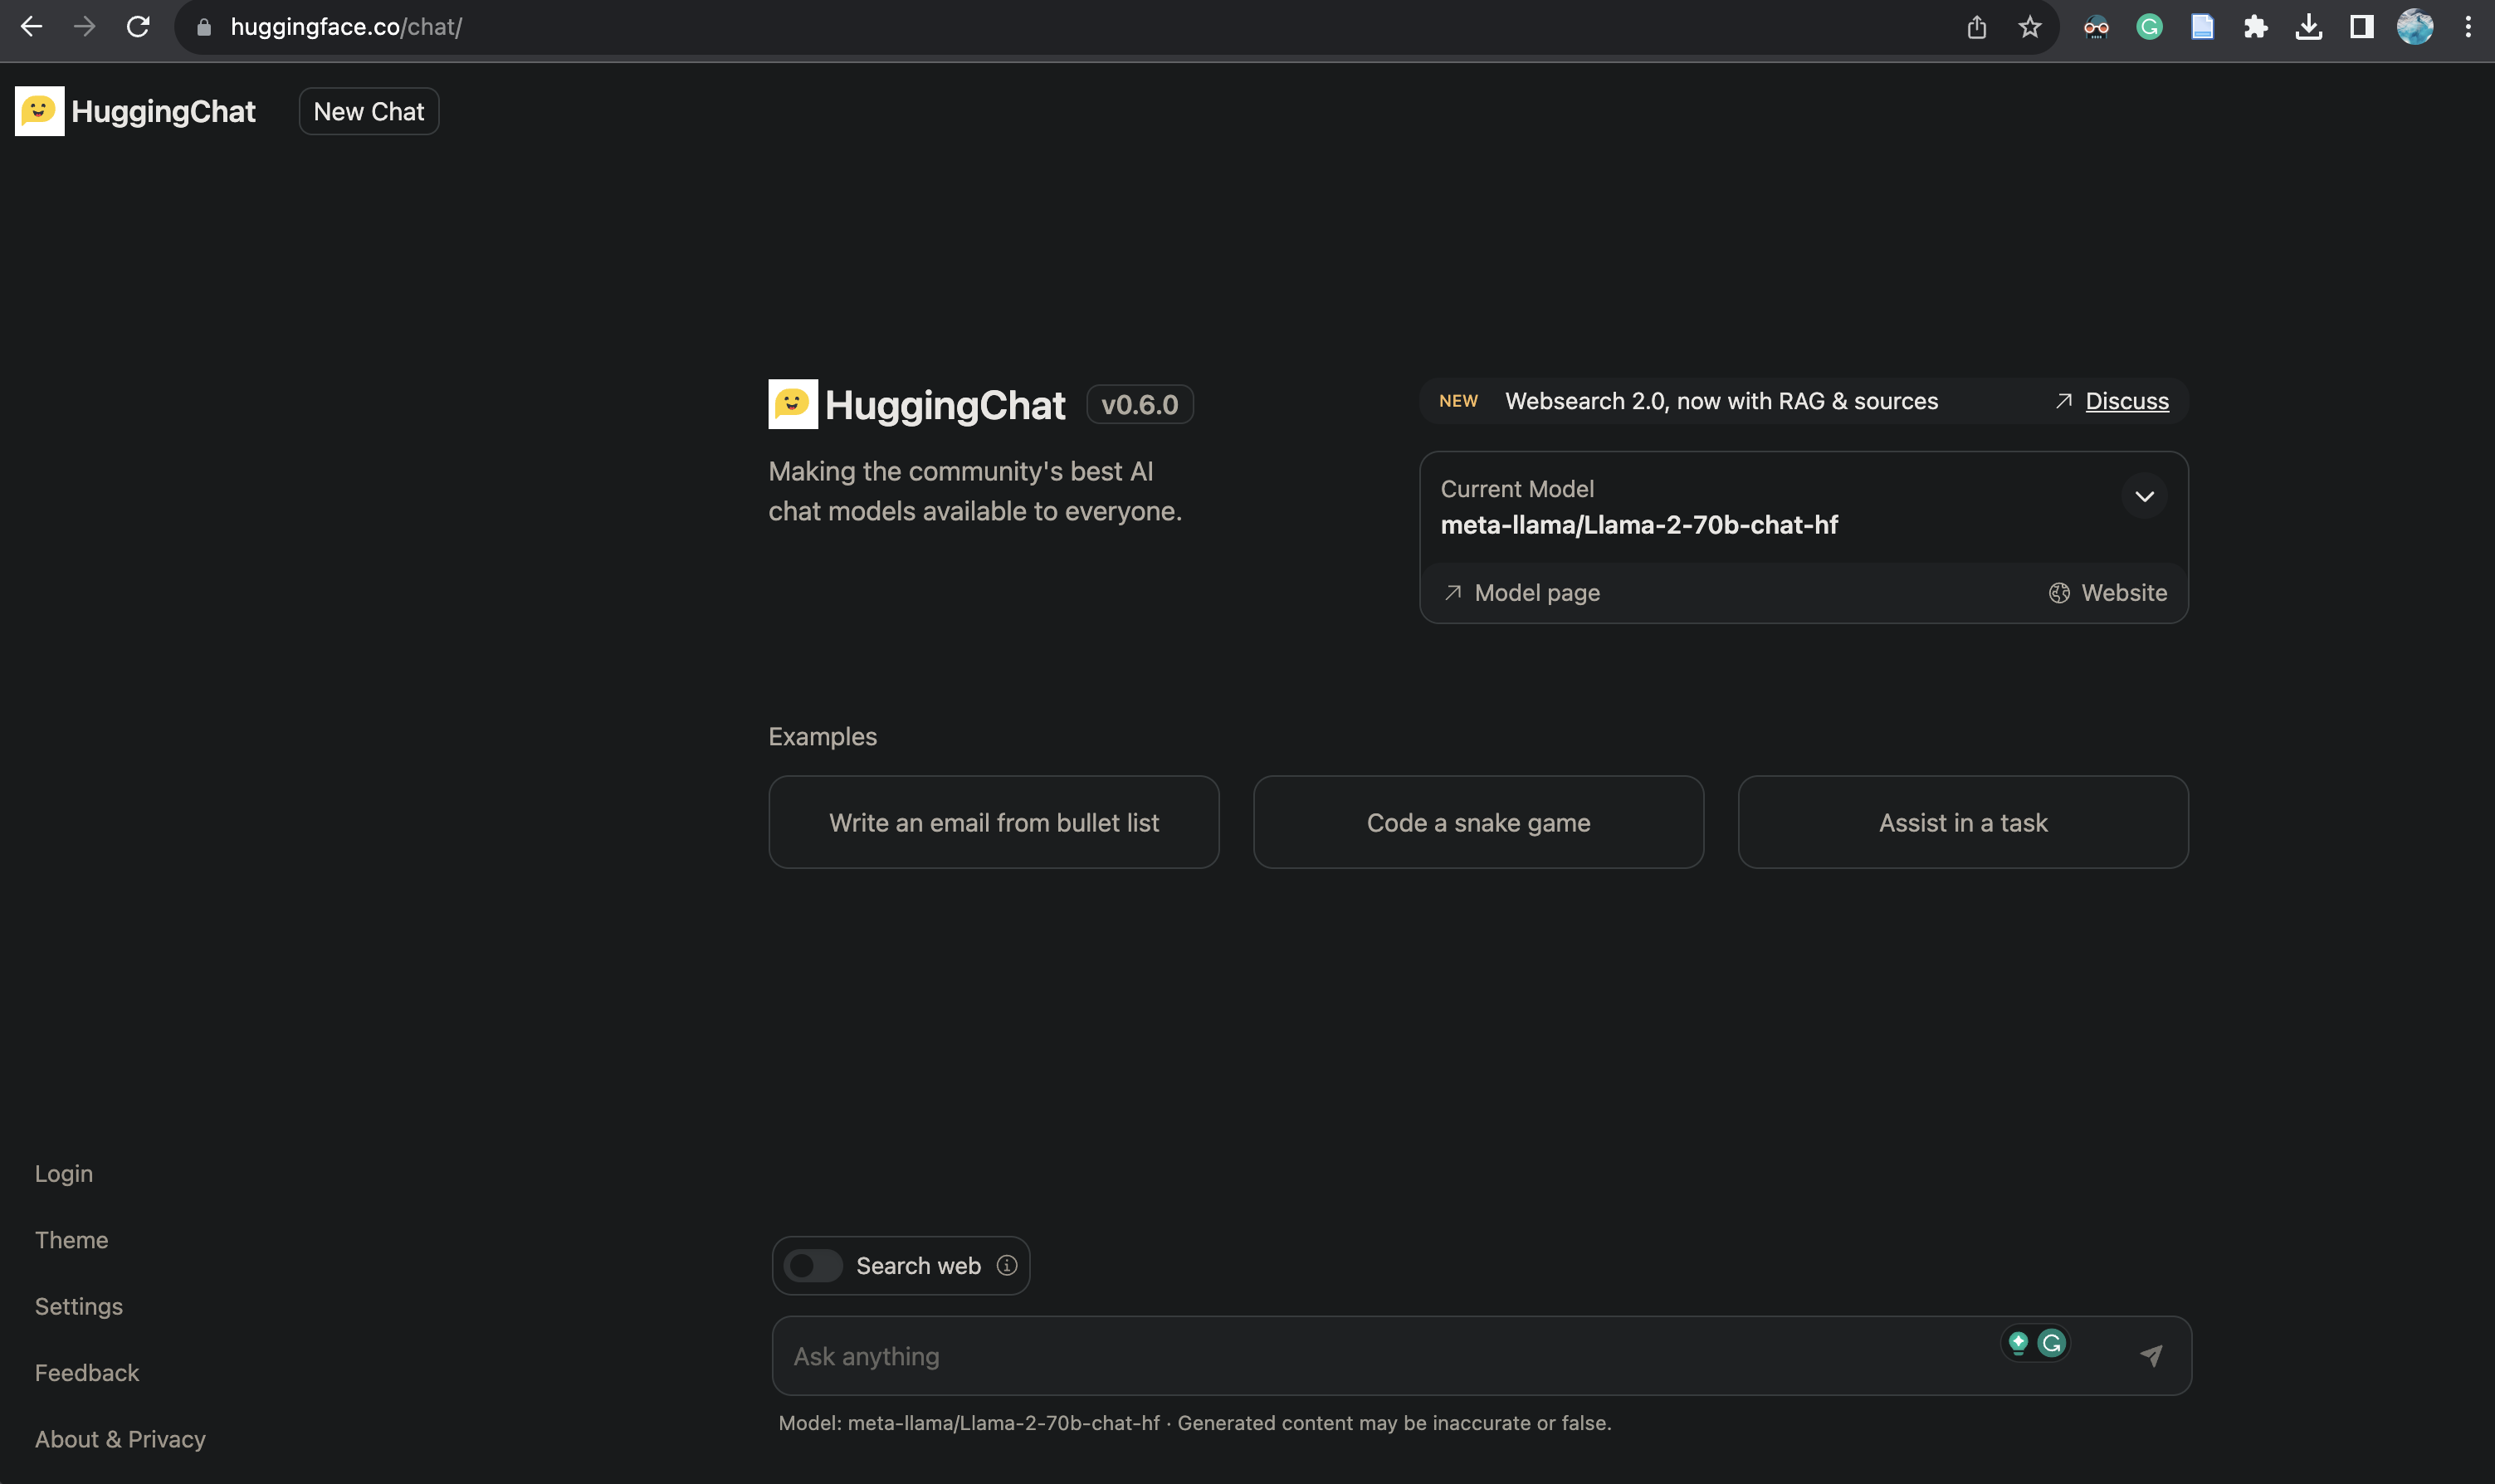 huggingface.co/chat/
HuggingChat
New Chat
HuggingChat
v0.6.0
Making the community's best AI
chat models available to everyone.
NEW Websearch 2.0, now with RAG & sources
Discuss
Current Model
meta-llama/Llama-2-70b-chat-hf
Model page
Website
Examples
Write an email from bullet list
Code a snake game
Assist in a task
Login
Theme
Settings
Feedback
About & Privacy
Search web
Ask anything
Model: meta-llama/Llama-2-70b-chat-hf · Generated content may be inaccurate or false.